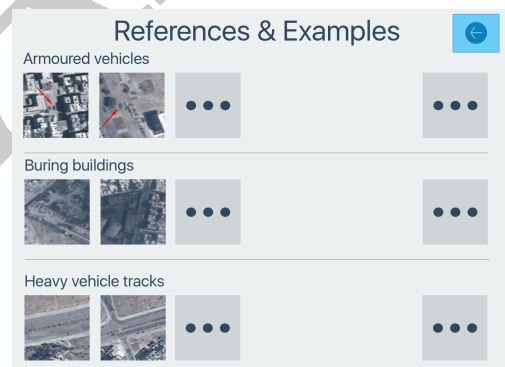 References & Examples
Armoured vehicles
Buring buildings
Heavy vehicle tracks